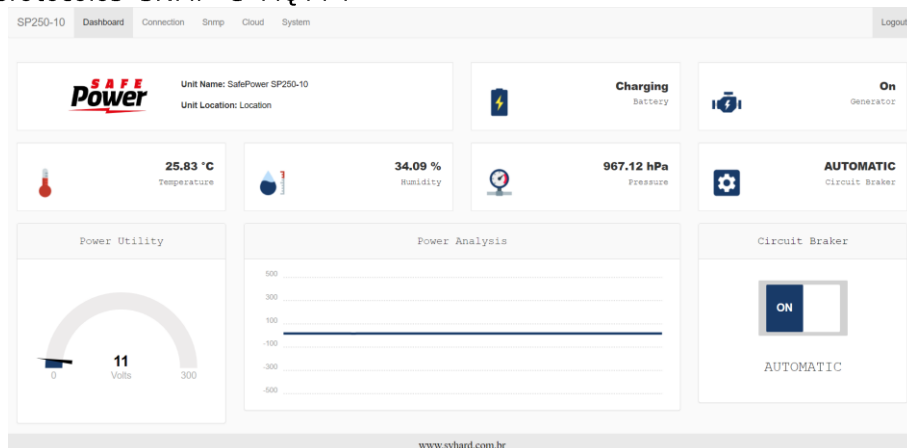 SP250-10 Dashboard Connection Snmp Cloud System Logout
SAFE
Power
Unit Name: SafePower SP250-10
Unit Location: Location
Charging
Battery
On
Generator
25.83 °C
Temperature
34.09 %
Humidity
967.12 hPa
Pressure
AUTOMATIC
Circuit Braker
Power Utility
11
Volts
0
300
Power Analysis
500
300
100
-100
-300
-500
Circuit Braker
ON
AUTOMATIC
www.syhard.com.br